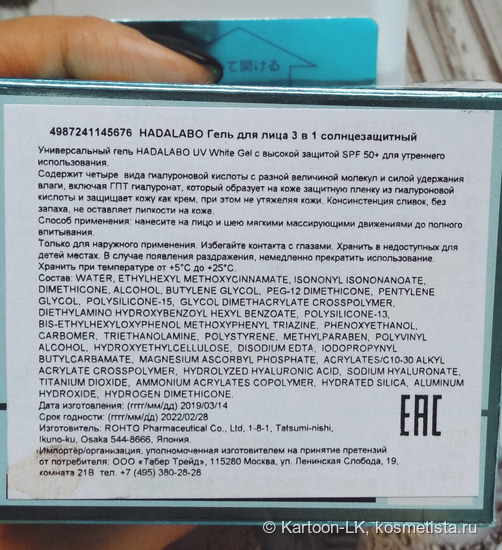 て開ける
4987241145676 HADALABO Гель для лица 3 в 1 солнцезащитный
Универсальный гель HADALABO UV White Gel с высокой защитой SPF 50+ для утреннего
использования.
Содержит четыре вида гиалуроновой кислоты с разной величиной молекул и силой удержания
влаги, включая ГПТ гиалуронат, который образует на коже защитную пленку из гиалуроновой
кислоты и защищает кожу как крем, при этом не утяжеляя кожи. Консинстенция сливок, без
запаха, не оставляет липкости на коже.
Способ применения: нанесите на лицо и шею мягкими массирующими движениями до полного
впитывания.
Только для наружного применения. Избегайте контакта с глазами. Хранить в недоступных для
детей местах. В случае появления раздражения, немедленно прекратить использование.
Хранить при температуре от +5°С до +25°С.
Состав: WATER, ETHYLHEXYL METHOXYCINNAMATE, ISONONYL ISONONANOATE,
DIMETHICONE, ALCOHOL, BUTYLENE GLYCOL, PEG-12 DIMETHICONE, PENTYLENE
GLYCOL, POLYSILICONE-15, GLYCOL DIMETHACRYLATE CROSSPOLYMER,
DIETHYLAMINO HYDROXYBENZOYL HEXYL BENZOATE, POLYSILICONE-13,
BIS-ETHYLHEXYLOXYPHENOL METHOXYPHENYL TRIAZINE, PHENOXYETHANOL,
CARBOMER, TRIETHANOLAMINE, POLYSTYRENE, METHYLPARABEN, POLYVINYL
ALCOHOL, HYDROXYETHYLCELLULOSE, DISODIUM EDTA, IODOPROPYNYL
BUTYLCARBAMATE, MAGNESIUM ASCORBYL PHOSPHATE, ACRYLATES/C10-30 ALKYL
ACRYLATE CROSSPOLYMER, HYDROLYZED HYALURONIC ACID, SODIUM HYALURONATE,
TITANIUM DIOXIDE, AMMONIUM ACRYLATES COPOLYMER, HYDRATED SILICA, ALUMINUM
HYDROXIDE, HYDROGEN DIMETHICONE.
Дата изготовления: (гггг/мм/дд) 2019/03/14
Срок годности: (гггг/мм/дд) 2022/02/28
Изготовитель: ROHTO Pharmaceutical Co., Ltd, 1-8-1, Tatsumi-nishi,
Ikuno-ku, Osaka 544-8666, Япония.
Импортёр/организация, уполномоченная изготовителем на принятие претензий
от потребителя: ООО «Табер Трейд», 115280 Москва, ул. Ленинская Слобода, 19,
комната 21В тел. +7 (495) 380-28-28
EAC
© Kartoon-LK, kosmetista.ru